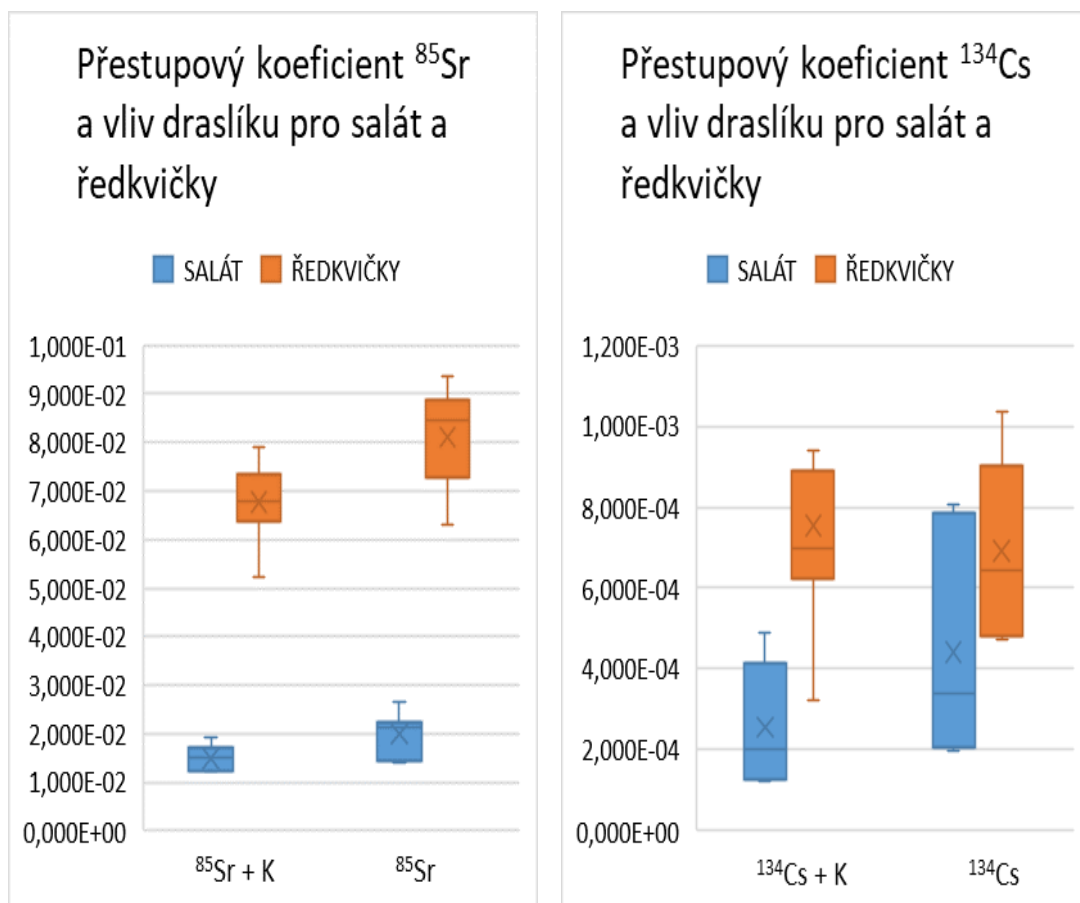 Přestupový koeficient ⁸⁵Sr
a vliv draslíku pro salát a
ředkvičky
SALÁT ŘEDKVIČKY
1,000E-01
9,000E-02
8,000E-02
7,000E-02
6,000E-02
5,000E-02
4,000E-02
3,000E-02
2,000E-02
1,000E-02
0,000E+00
⁸⁵Sr + K ⁸⁵Sr
Přestupový koeficient ¹³⁴Cs
a vliv draslíku pro salát a
ředkvičky
SALÁT ŘEDKVIČKY
1,200E-03
1,000E-03
8,000E-04
6,000E-04
4,000E-04
2,000E-04
0,000E+00
¹³⁴Cs + K ¹³⁴Cs